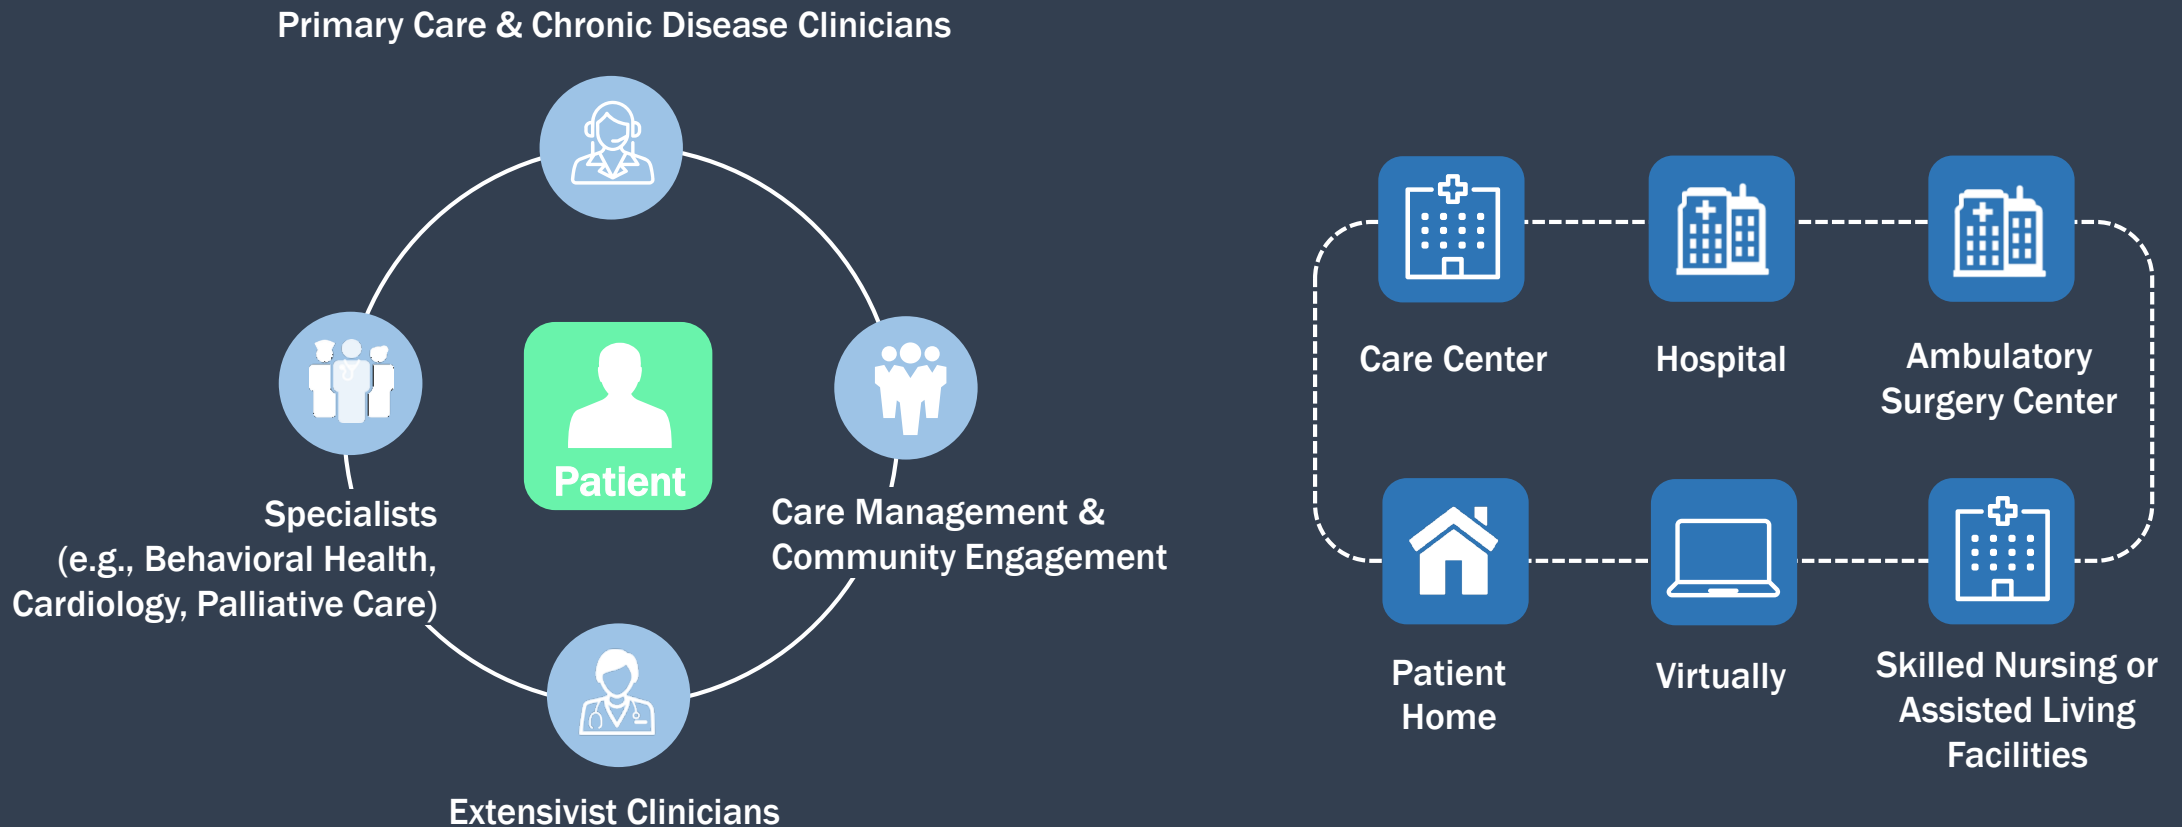 Primary Care & Chronic Disease Clinicians
Patient
Specialists
(e.g., Behavioral Health,
Cardiology, Palliative Care)
Care Management &
Community Engagement
Extensivist Clinicians
Care Center
Hospital
Ambulatory
Surgery Center
Patient
Home
Virtually
Skilled Nursing or
Assisted Living
Facilities